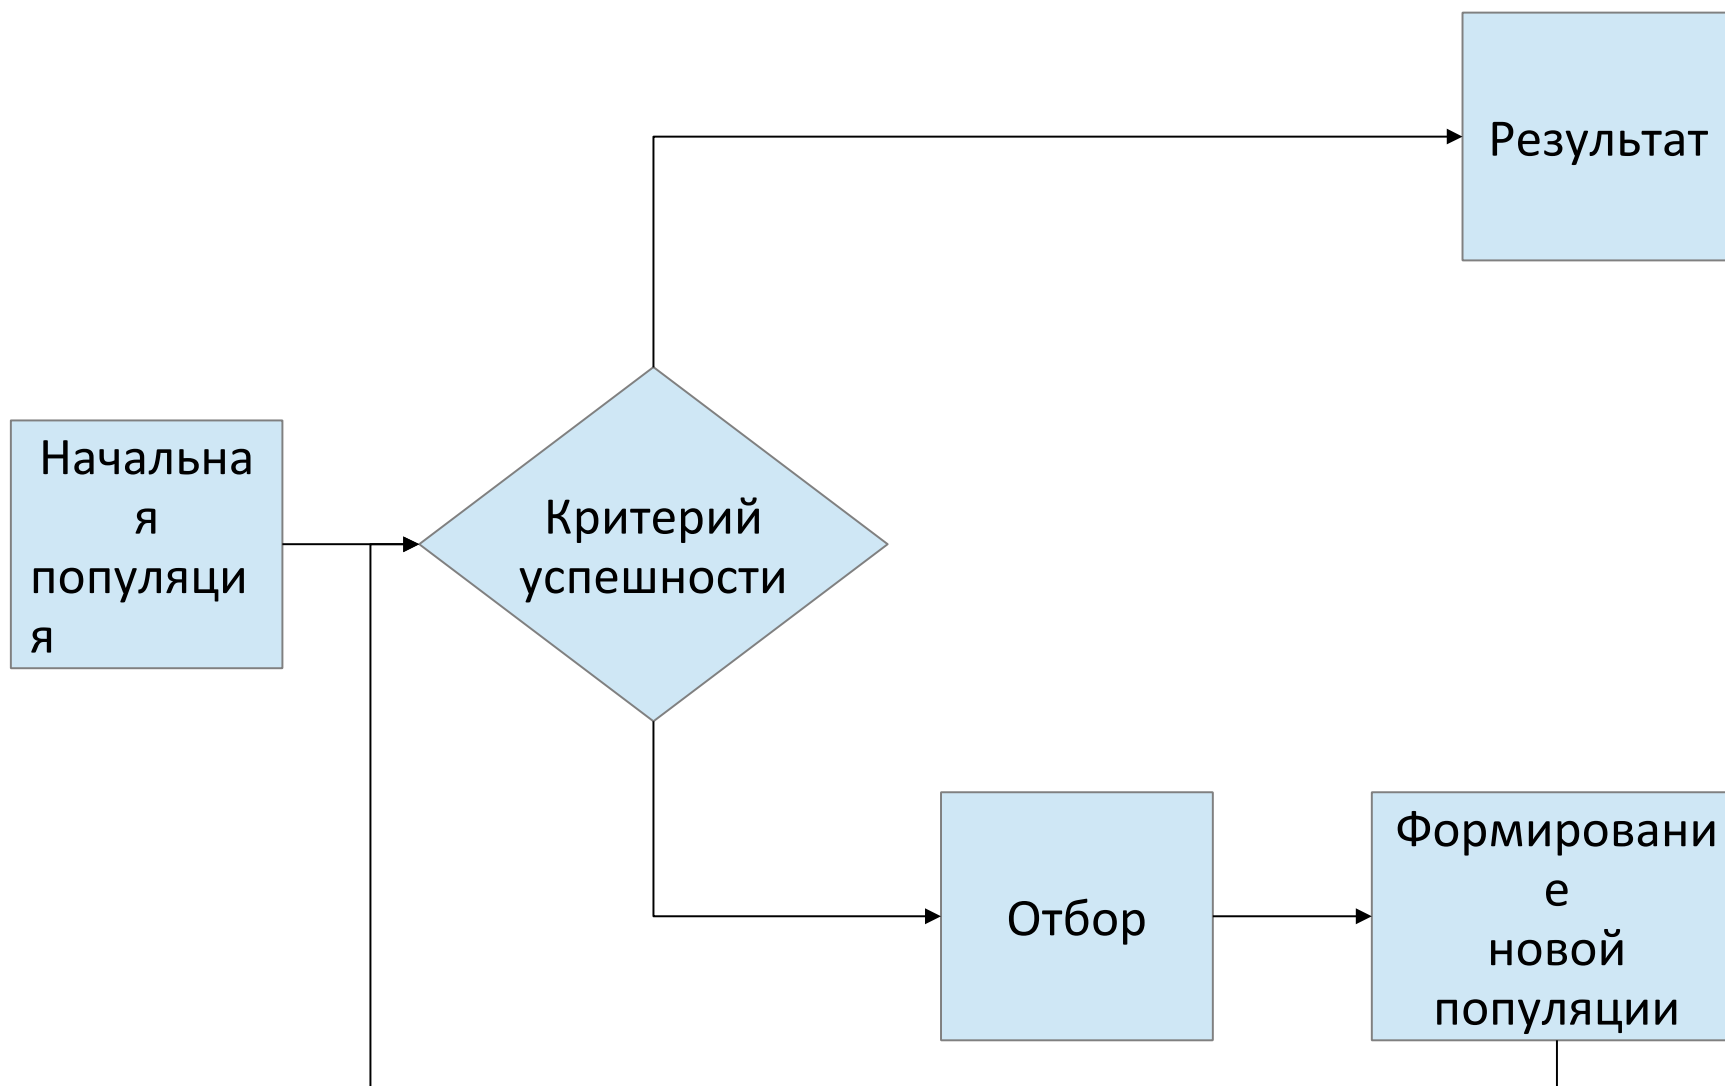 Результат
Начальна
я
популяци
я
Критерий
успешности
Отбор
Формировани
е
новой
популяции